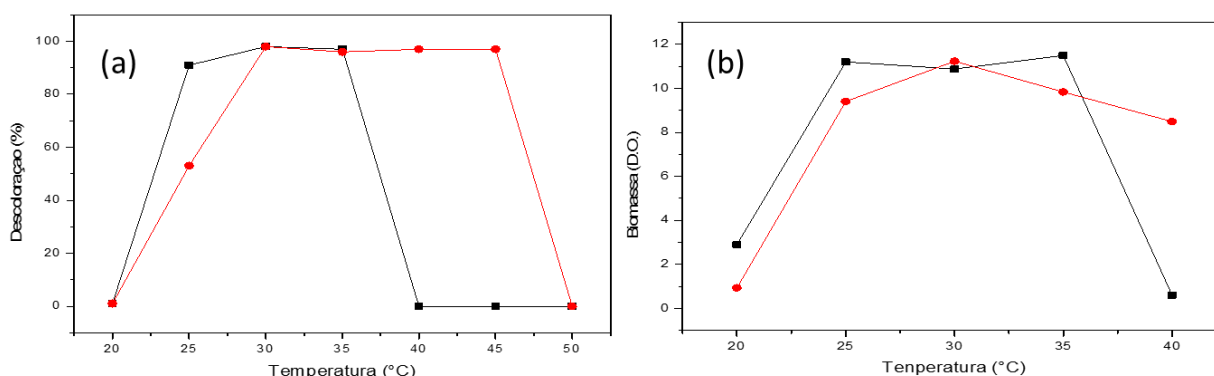 (a)
Descoloraçao (%)
100
80
60
40
20
0
20 25 30 35 40 45 50
Temperatura (°C)
(b)
Biomassa (D.O.)
12
10
8
6
4
2
0
20 25 30 35 40
Tenperatura (°C)